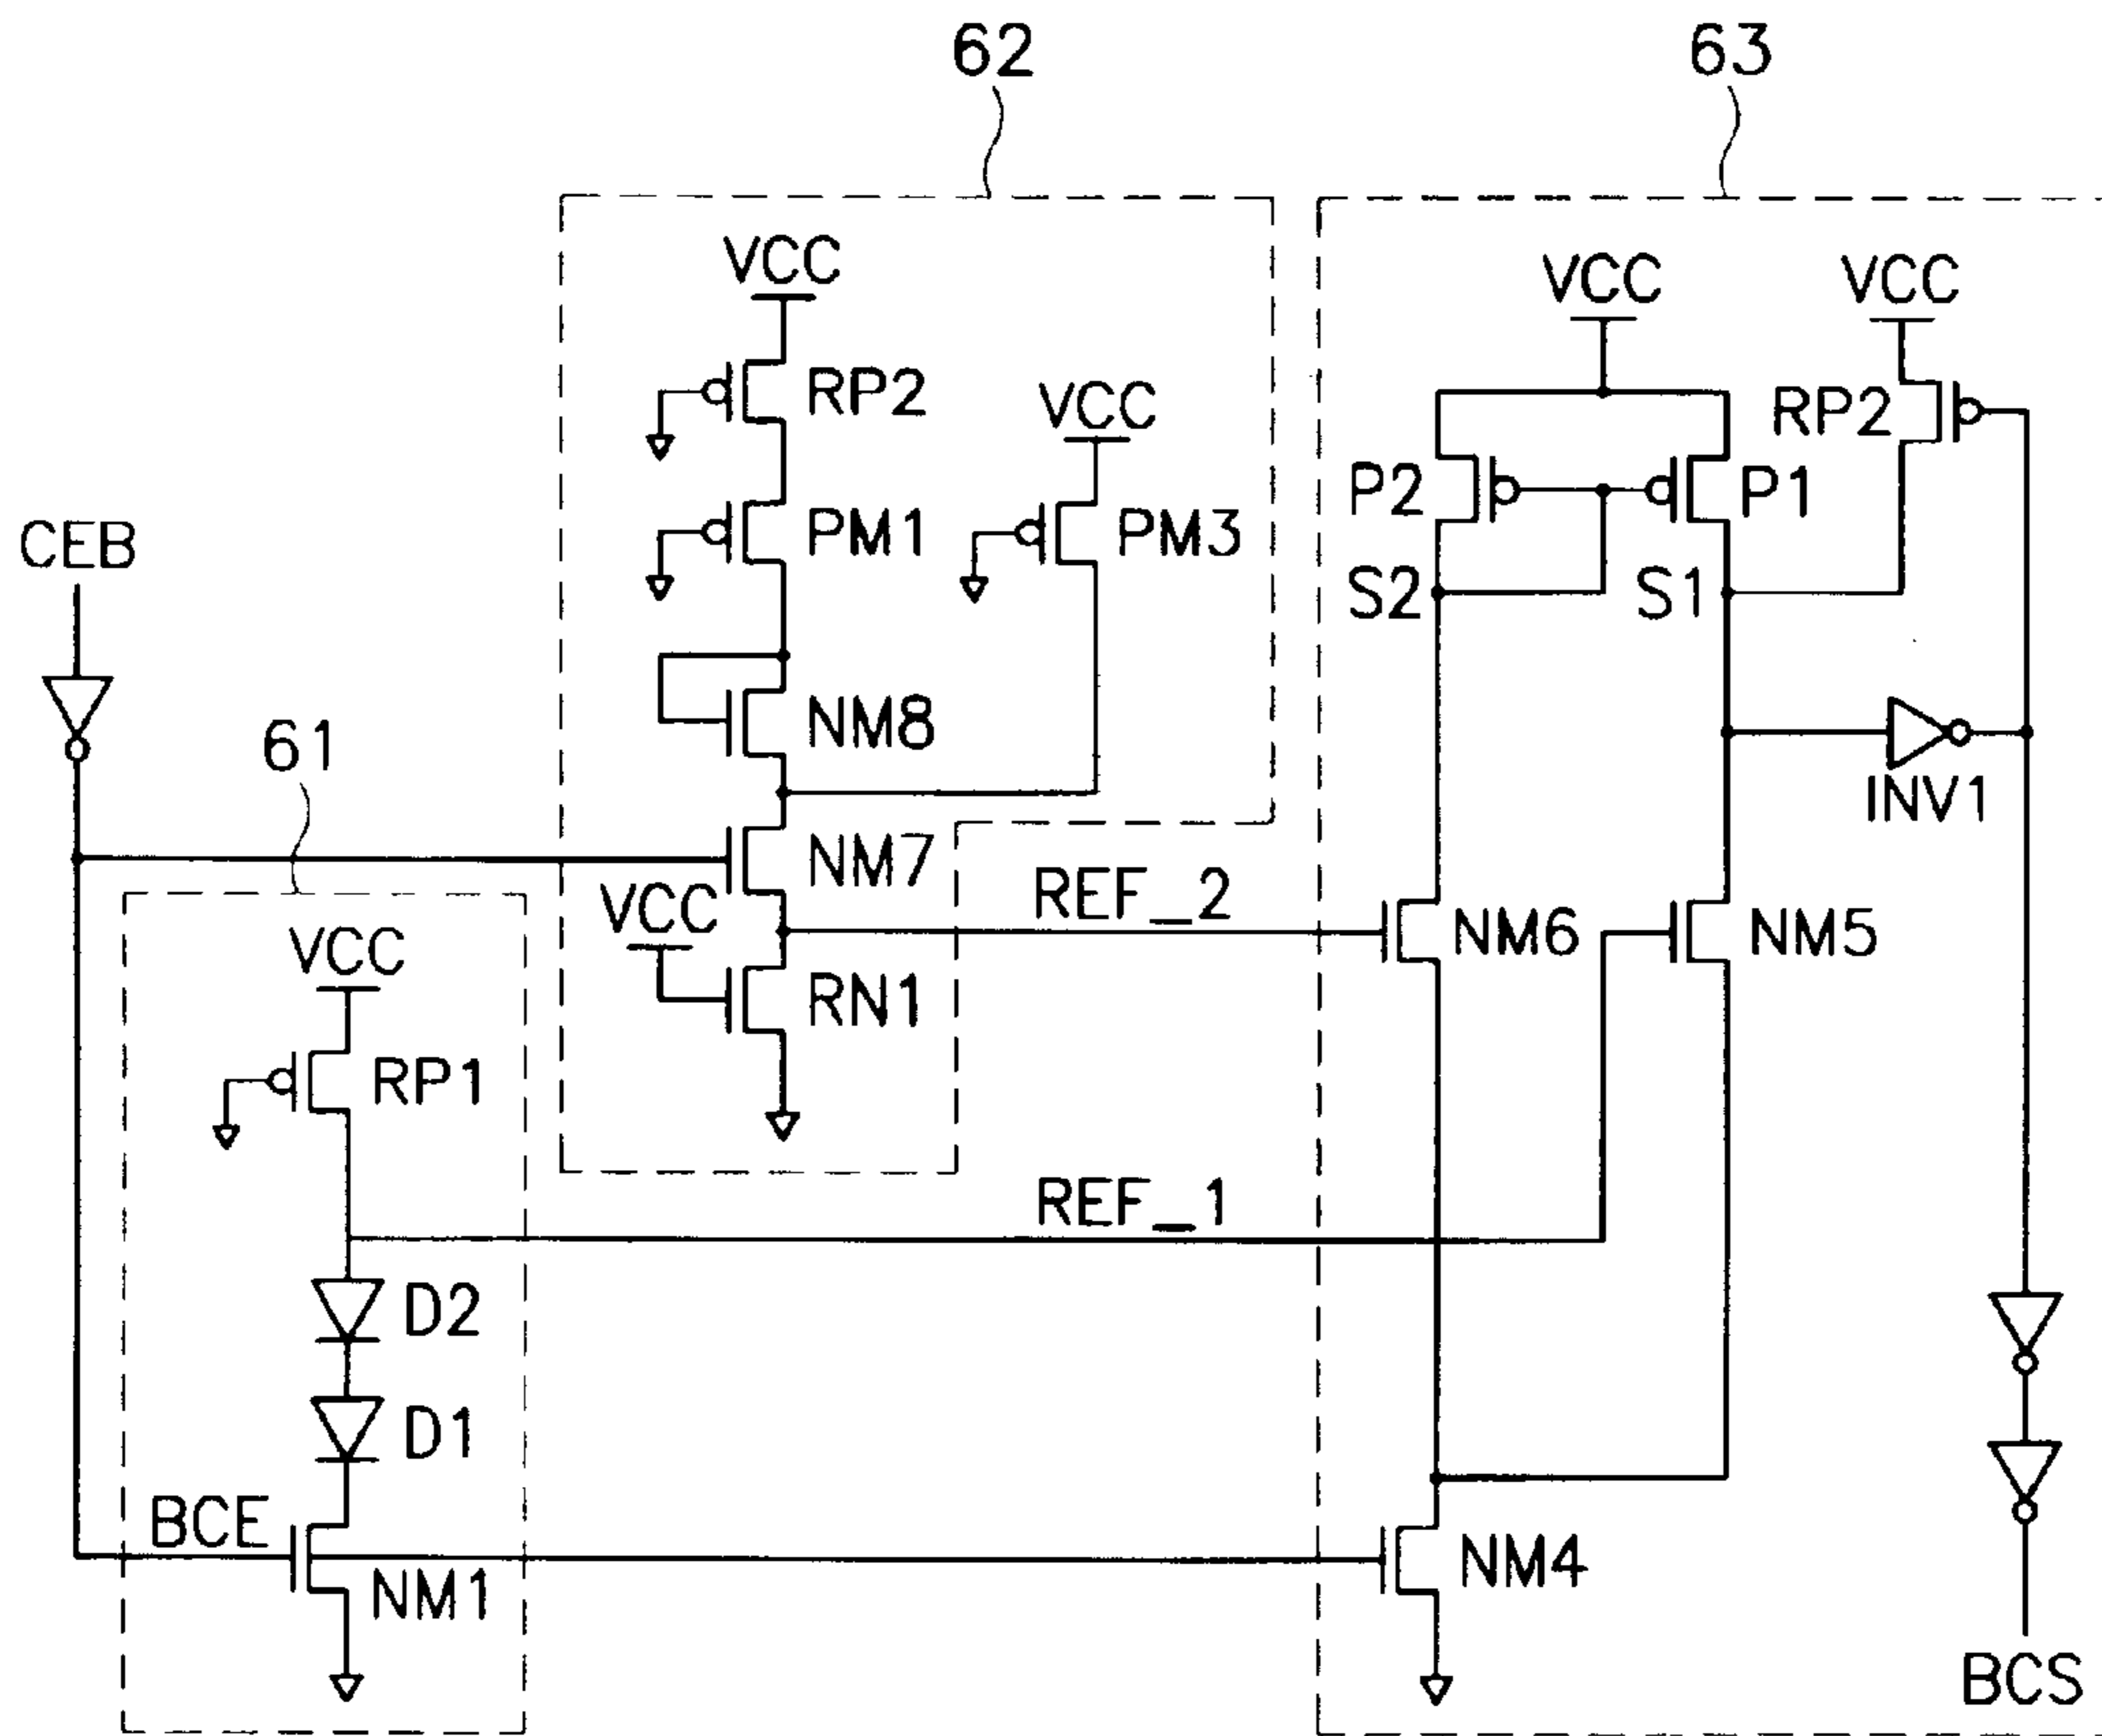 62
63
VCC
VCC
VCC
RP2
VCC
RP2
P2
P1
CEB
PM1
PM3
S2
S1
61
NM8
INV1
NM7
VCC
REF_2
NM6
NM5
VCC
RN1
RP1
REF_1
D2
D1
BCE
NM1
NM4
BCS